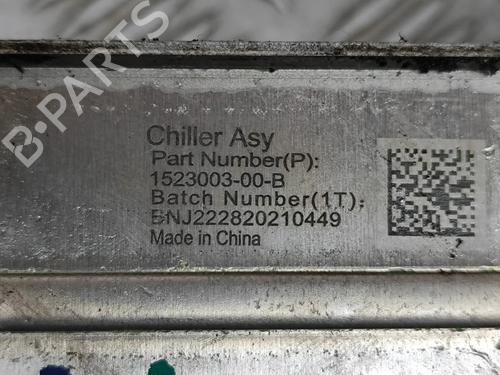 B-PARTS
Chiller Asy
Part Number(P):
1523003-00-B
Batch Number(1T):
BNJ222820210449
Made in China